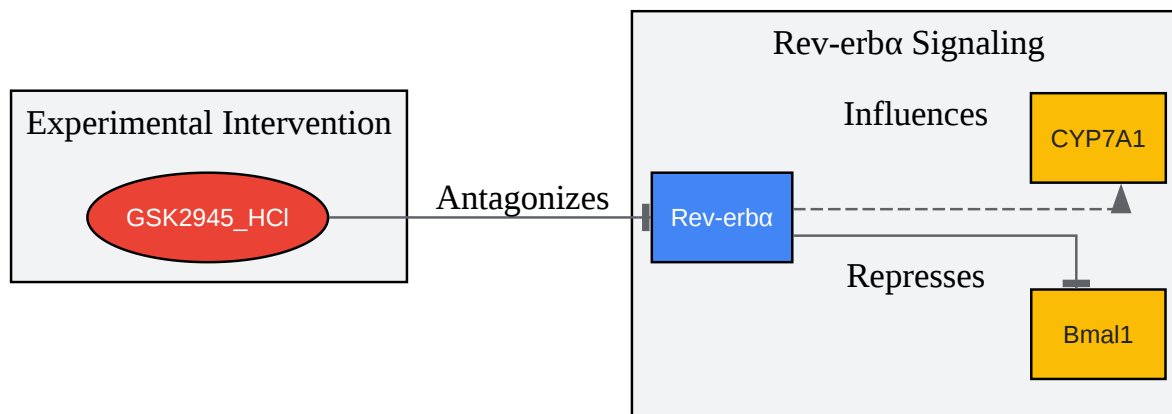 Rev-erbα Signaling
Experimental Intervention
Influences
CYP7A1
GSK2945_HCl
Antagonizes
Rev-erbα
Represses
Bmal1